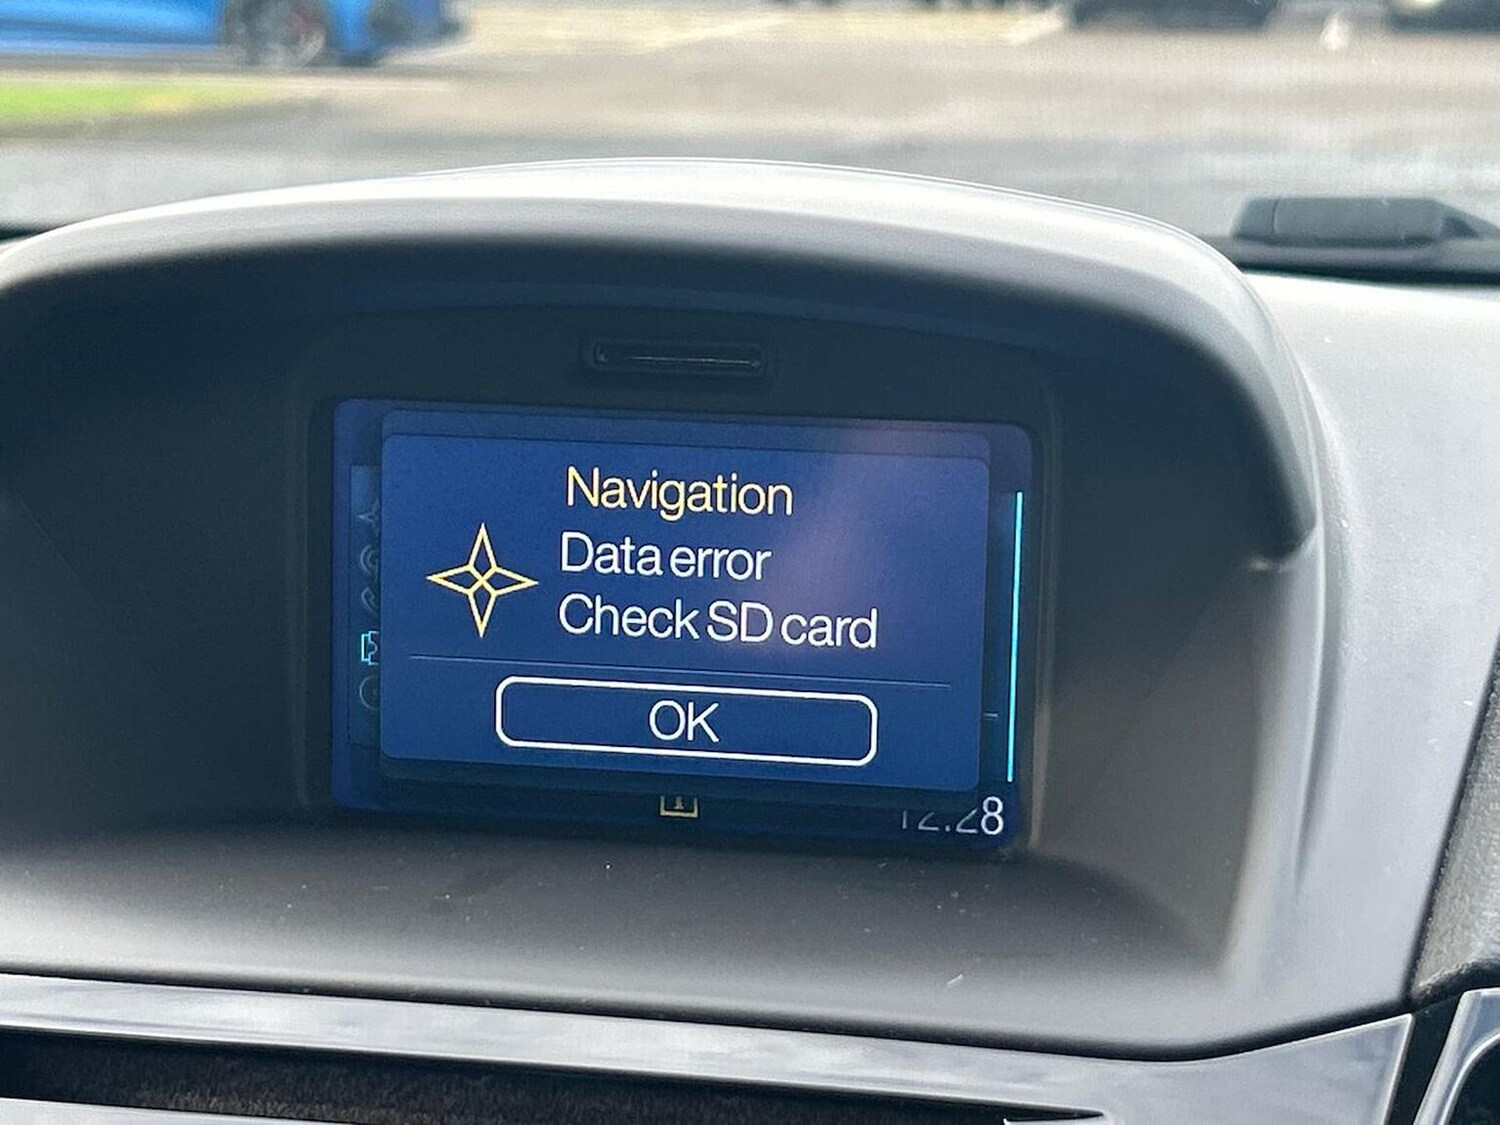 Navigation
Data error
Check SD card
OK
12:28